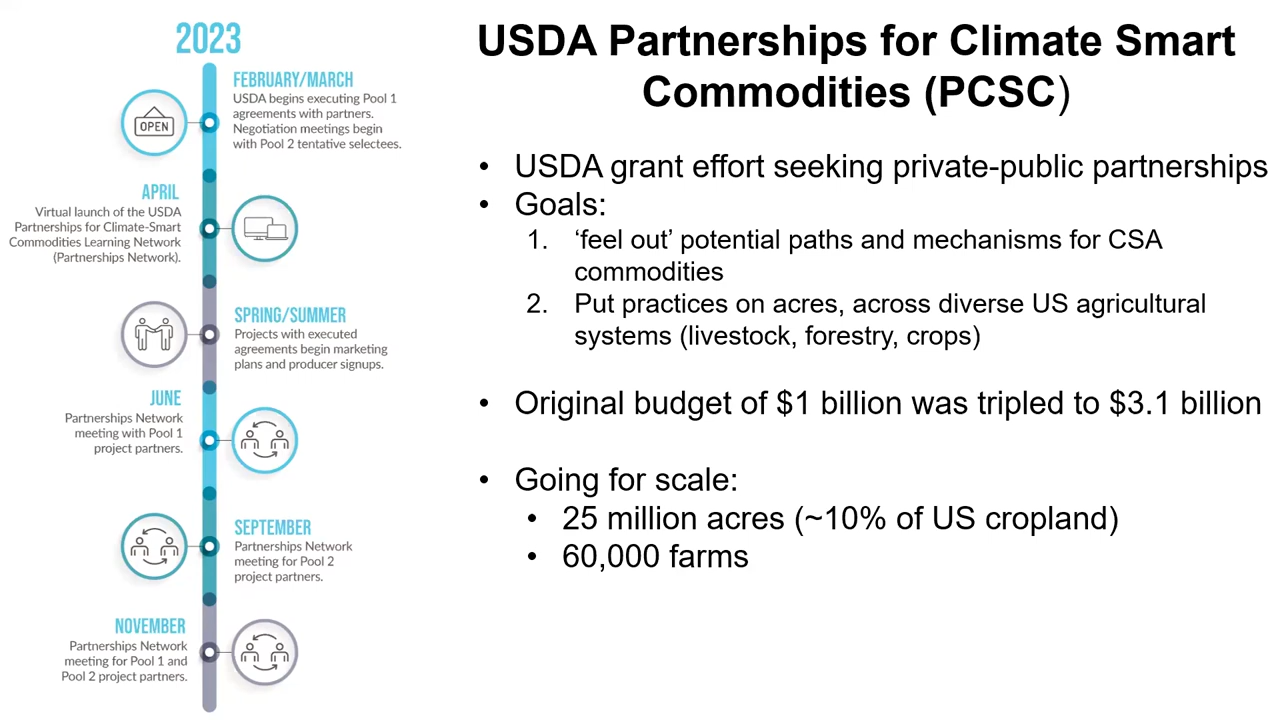 2023
FEBRUARY/MARCH
USDA begins executing Pool 1
agreements with partners.
Negotiation meetings begin
with Pool 2 tentative selectees.
OPEN
APRIL
Virtual launch of the USDA
Partnerships for Climate-Smart
Commodities Learning Network
(Partnerships Network).
SPRING/SUMMER
Projects with executed
agreements begin marketing
plans and producer signups.
JUNE
Partnerships Network
meeting with Pool 1
project partners.
SEPTEMBER
Partnerships Network
meeting for Pool 2
project partners.
NOVEMBER
Partnerships Network
meeting for Pool 1 and
Pool 2 project partners.
USDA Partnerships for Climate Smart
Commodities (PCSC)
• USDA grant effort seeking private-public partnerships
• Goals:
1. ‘feel out’ potential paths and mechanisms for CSA
commodities
2. Put practices on acres, across diverse US agricultural
systems (livestock, forestry, crops)
• Original budget of $1 billion was tripled to $3.1 billion
• Going for scale:
• 25 million acres (~10% of US cropland)
• 60,000 farms